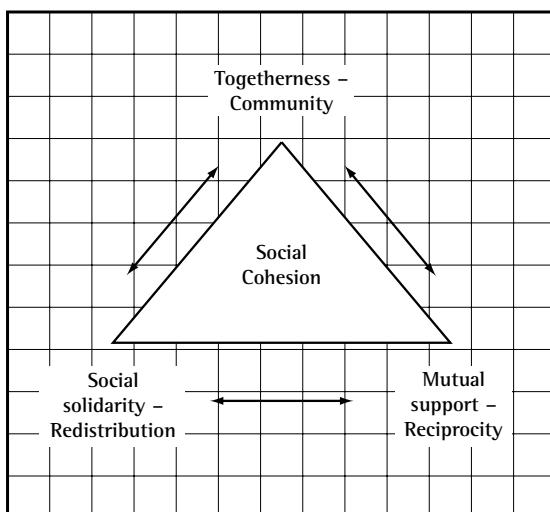 Togetherness –
Community
Social
Cohesion
Social
solidarity –
Redistribution
Mutual
support –
Reciprocity